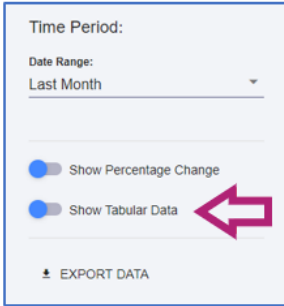 Time Period:
Date Range:
Last Month
Show Percentage Change
Show Tabular Data
EXPORT DATA